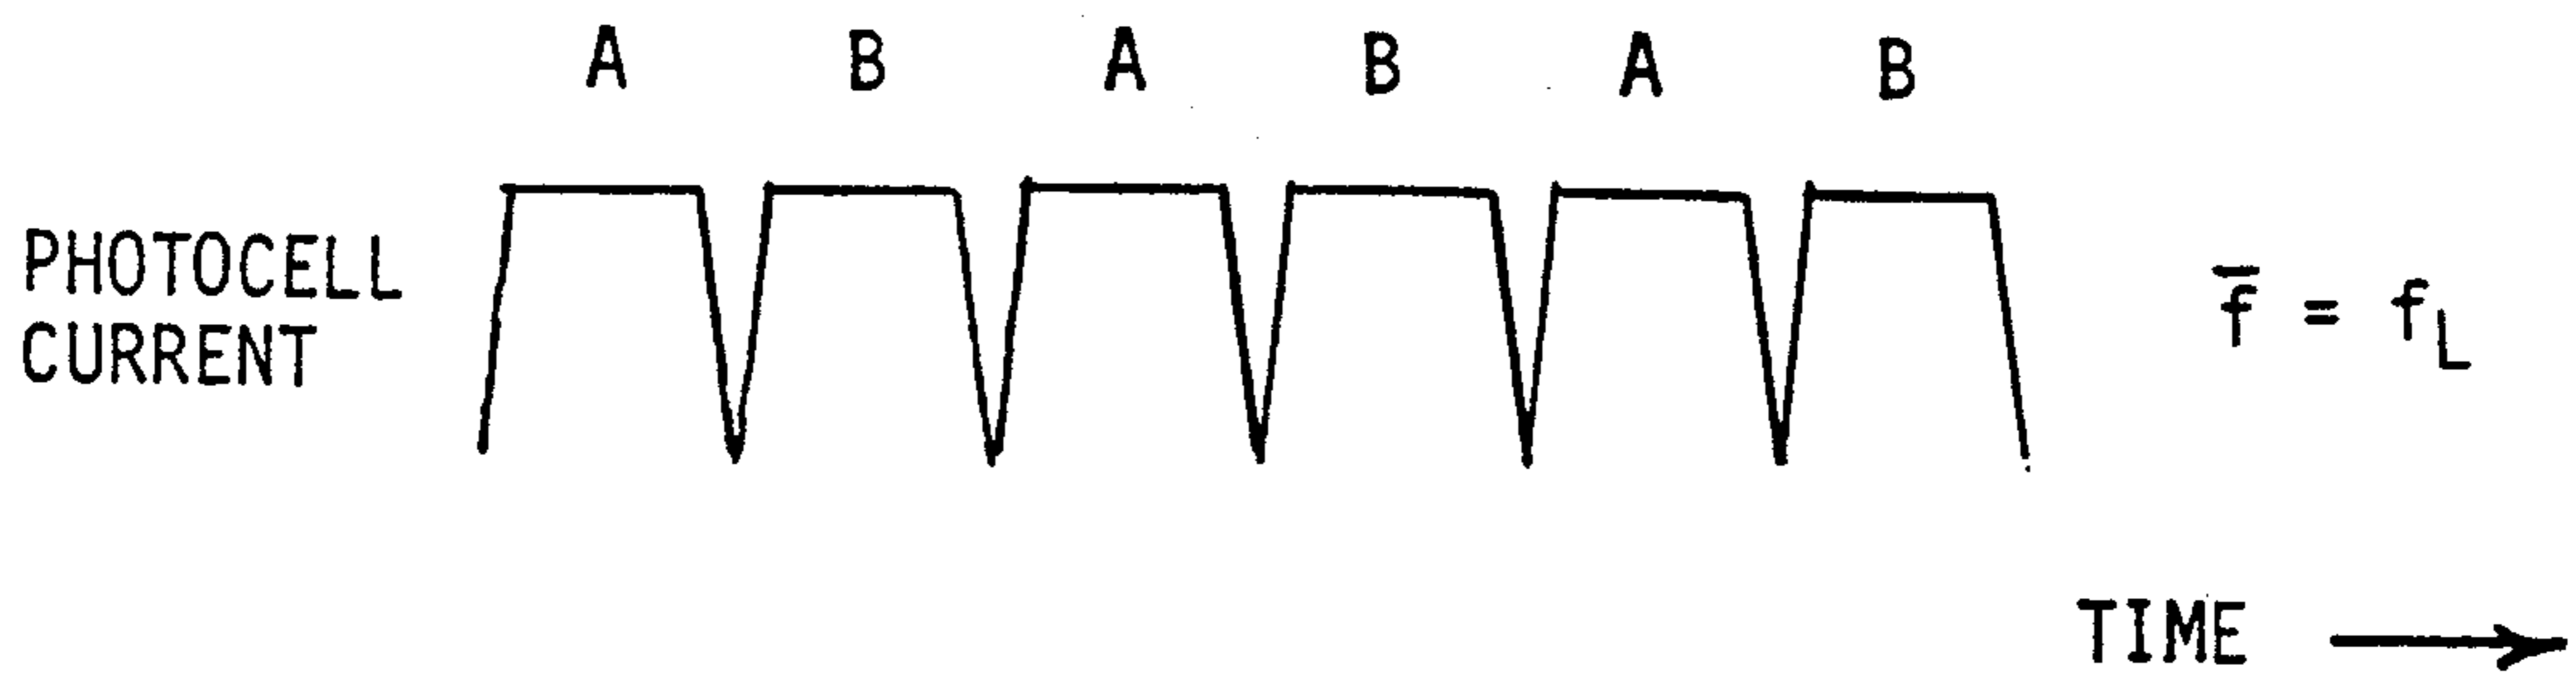 A B A B A B
PHOTOCELL
CURRENT
f̅ = f_L
TIME